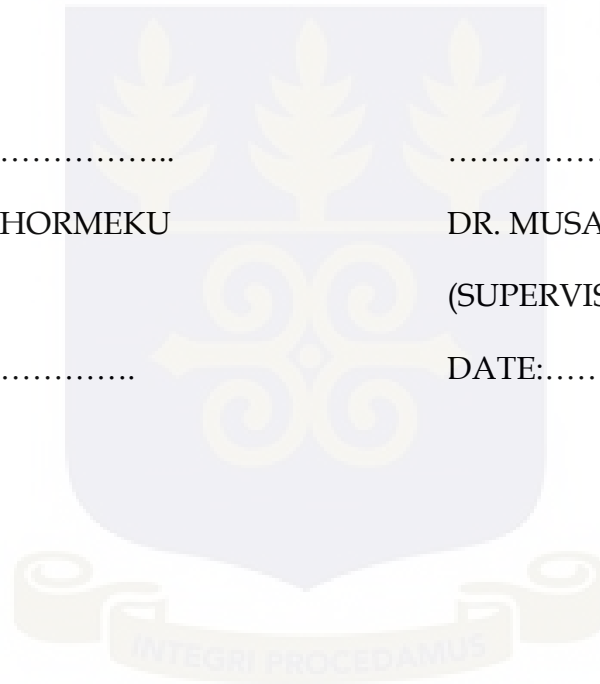 ……………..
………………
HORMEKU
DR. MUSA
(SUPERVIS
………….
DATE:……
INTEGRI PROCEDAMUS